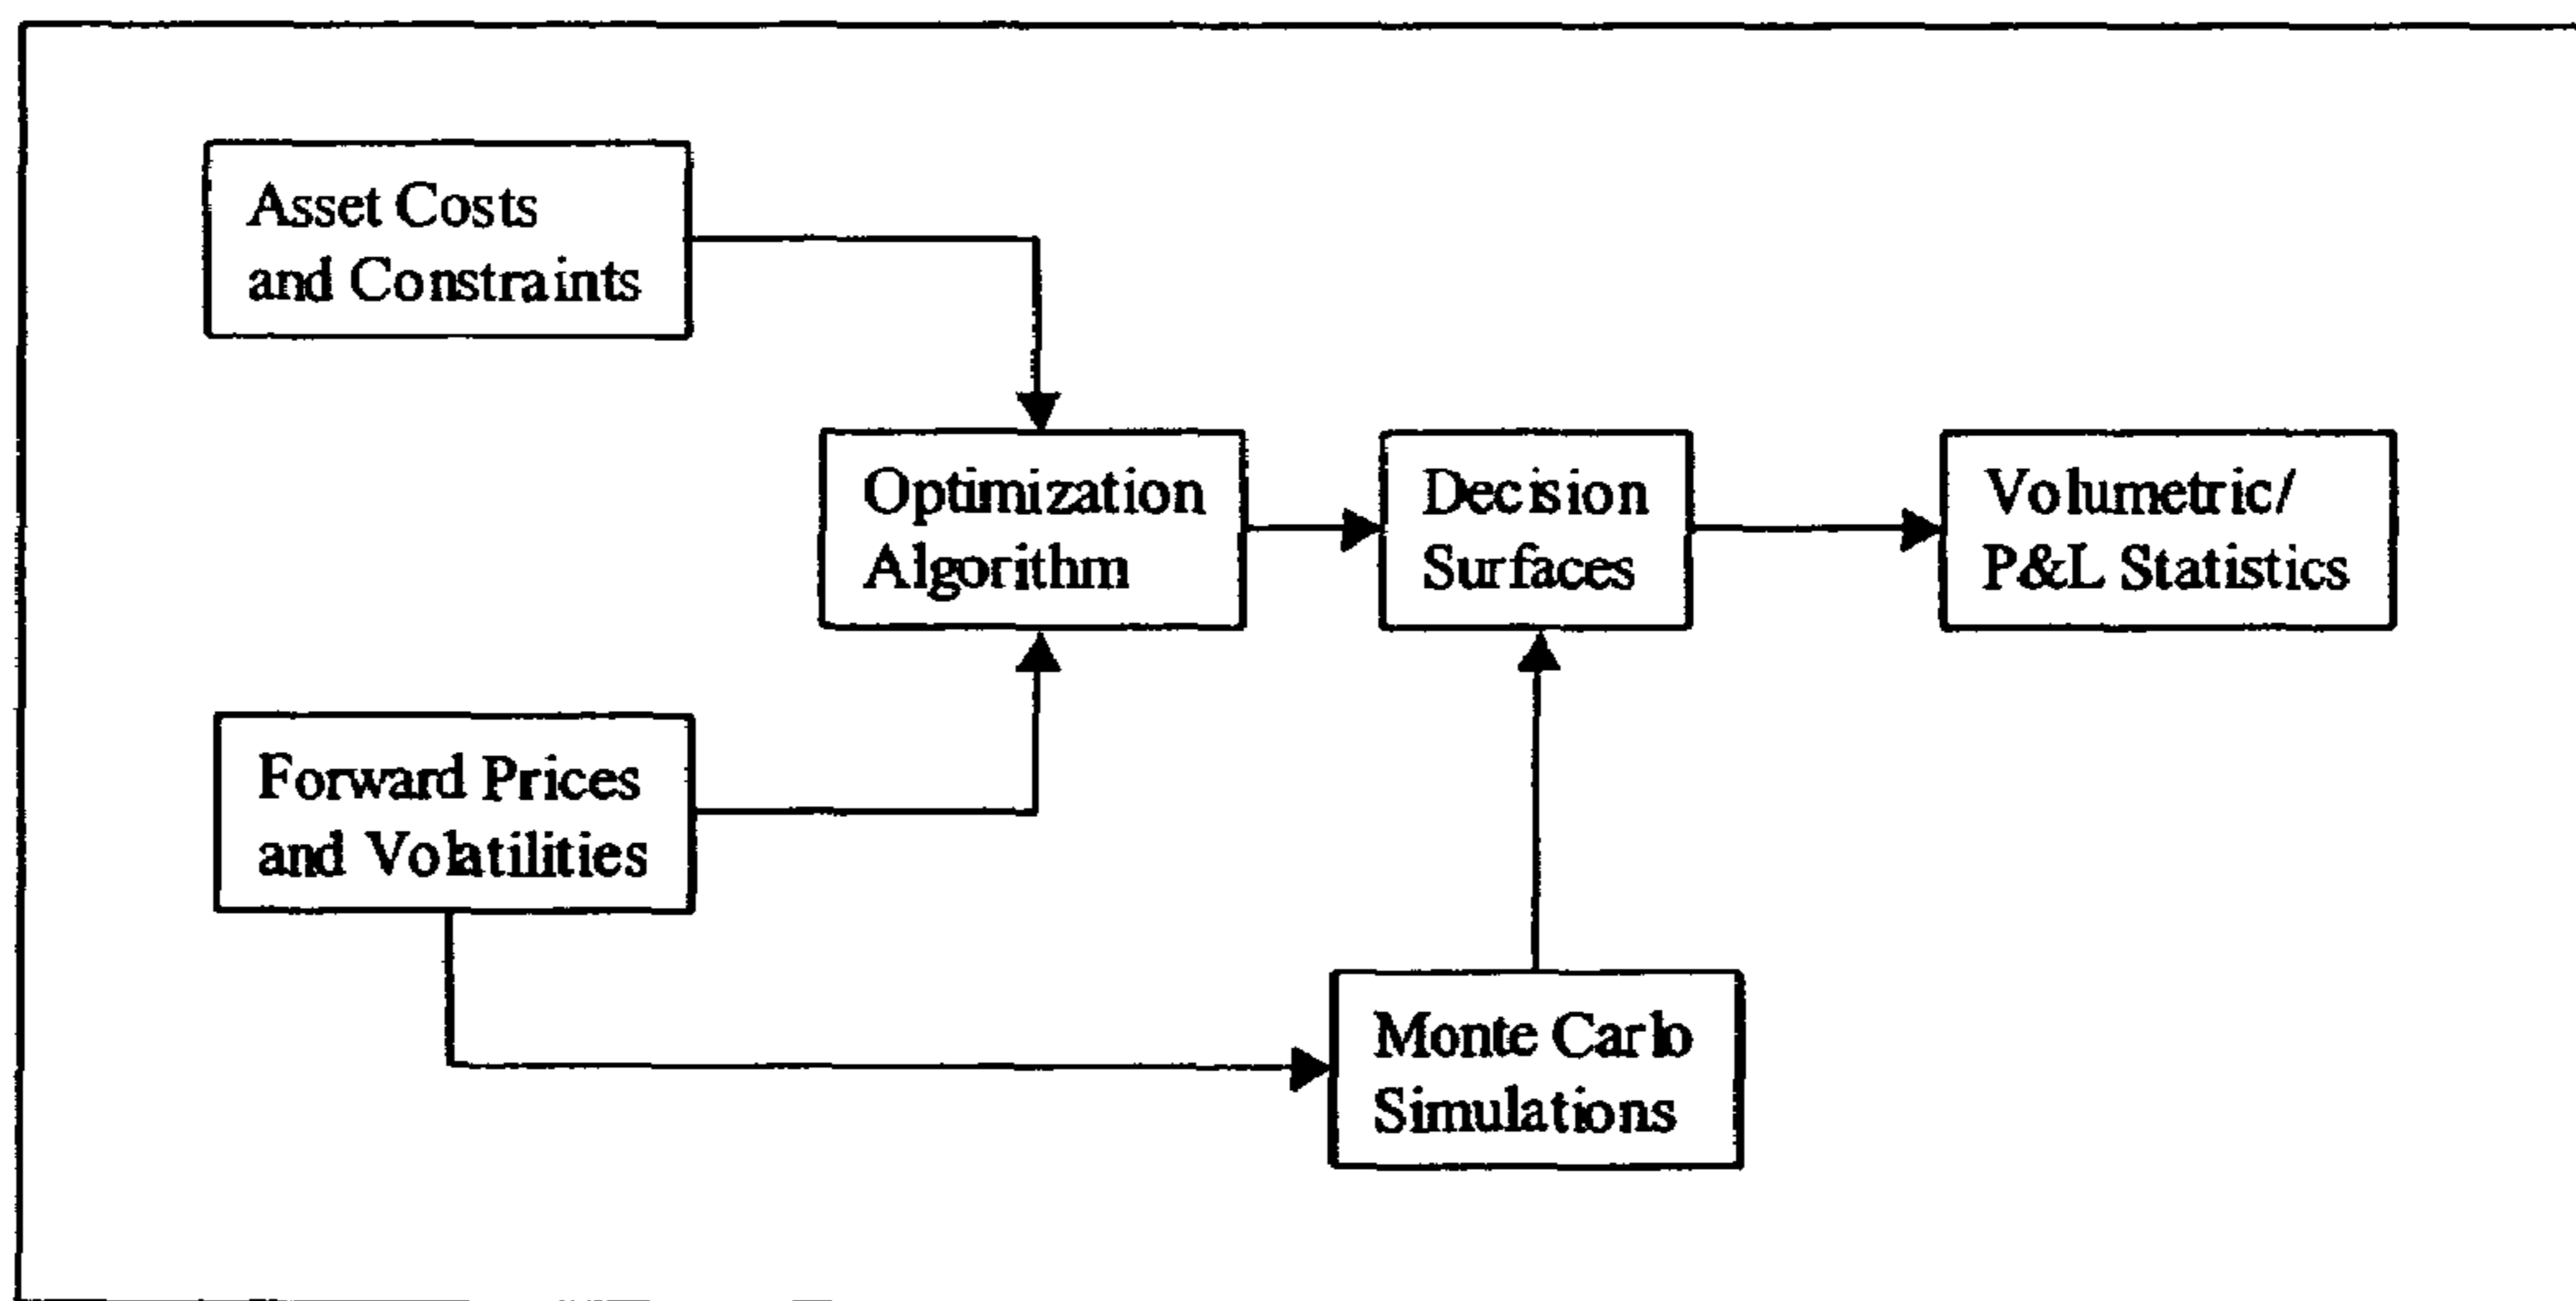 Asset Costs
and Constraints
Optimization
Algorithm
Decision
Surfaces
Volumetric/
P&L Statistics
Forward Prices
and Volatilities
Monte Carlo
Simulations